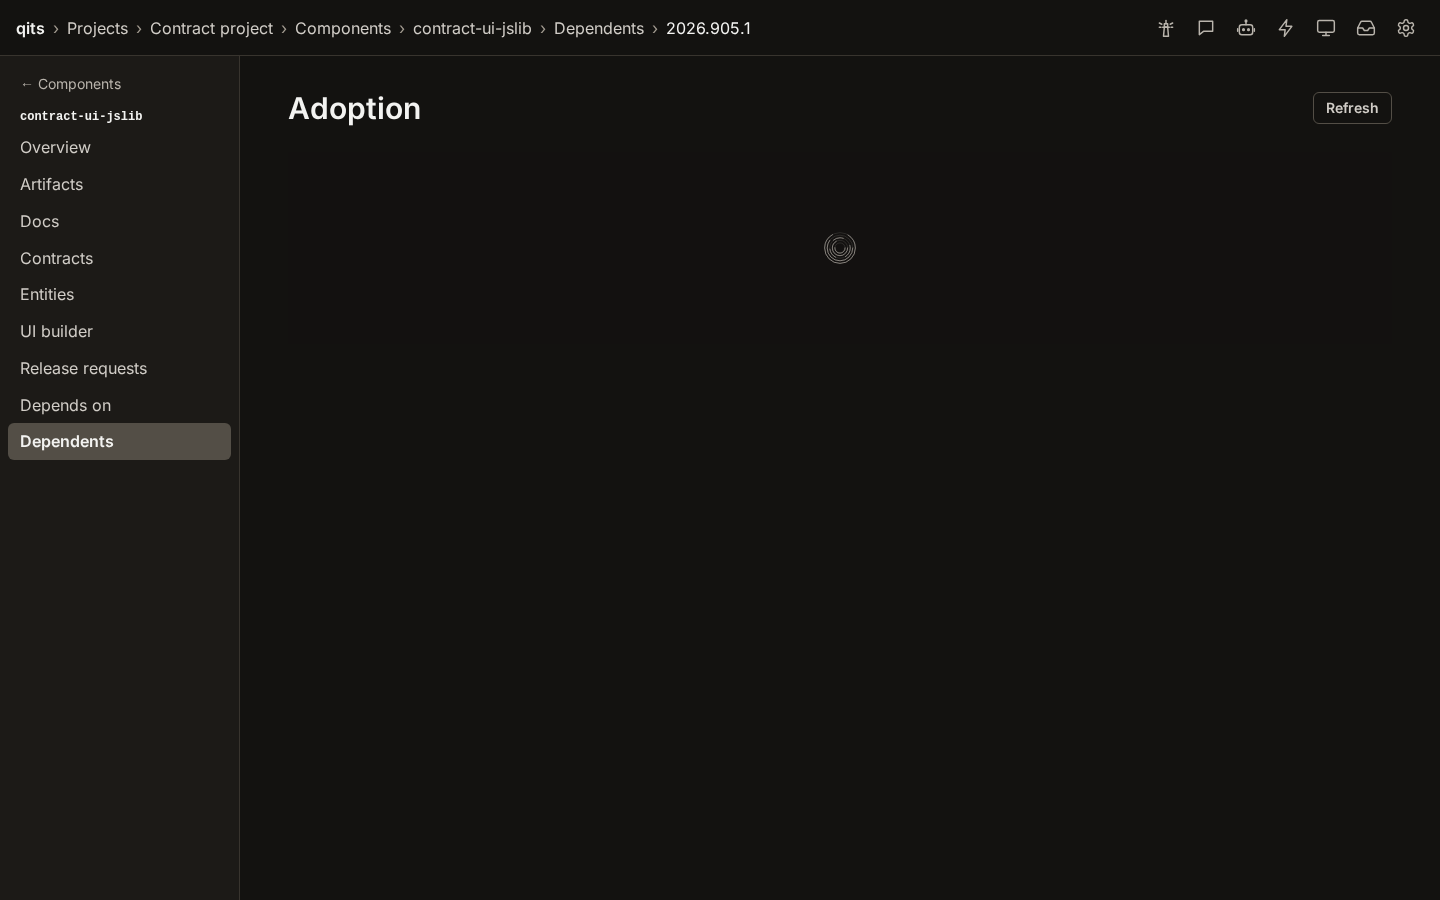 qits › Projects › Contract project › Components › contract-ui-jslib › Dependents › 2026.905.1
← Components
contract-ui-jslib
Overview
Artifacts
Docs
Contracts
Entities
UI builder
Release requests
Depends on
Dependents
Adoption
Refresh